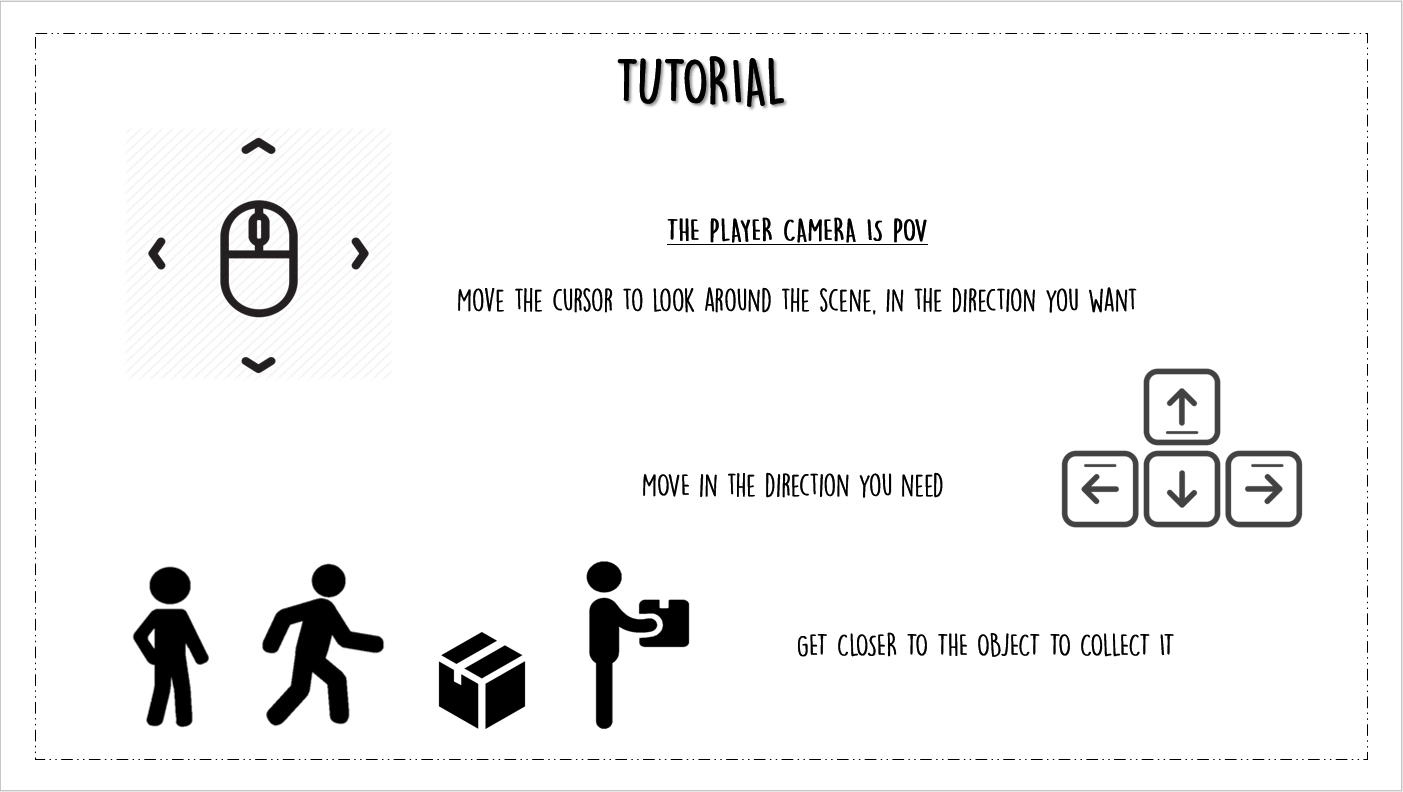 TUTORIAL
THE PLAYER CAMERA IS POV
MOVE THE CURSOR TO LOOK AROUND THE SCENE, IN THE DIRECTION YOU WANT
MOVE IN THE DIRECTION YOU NEED
GET CLOSER TO THE OBJECT TO COLLECT IT